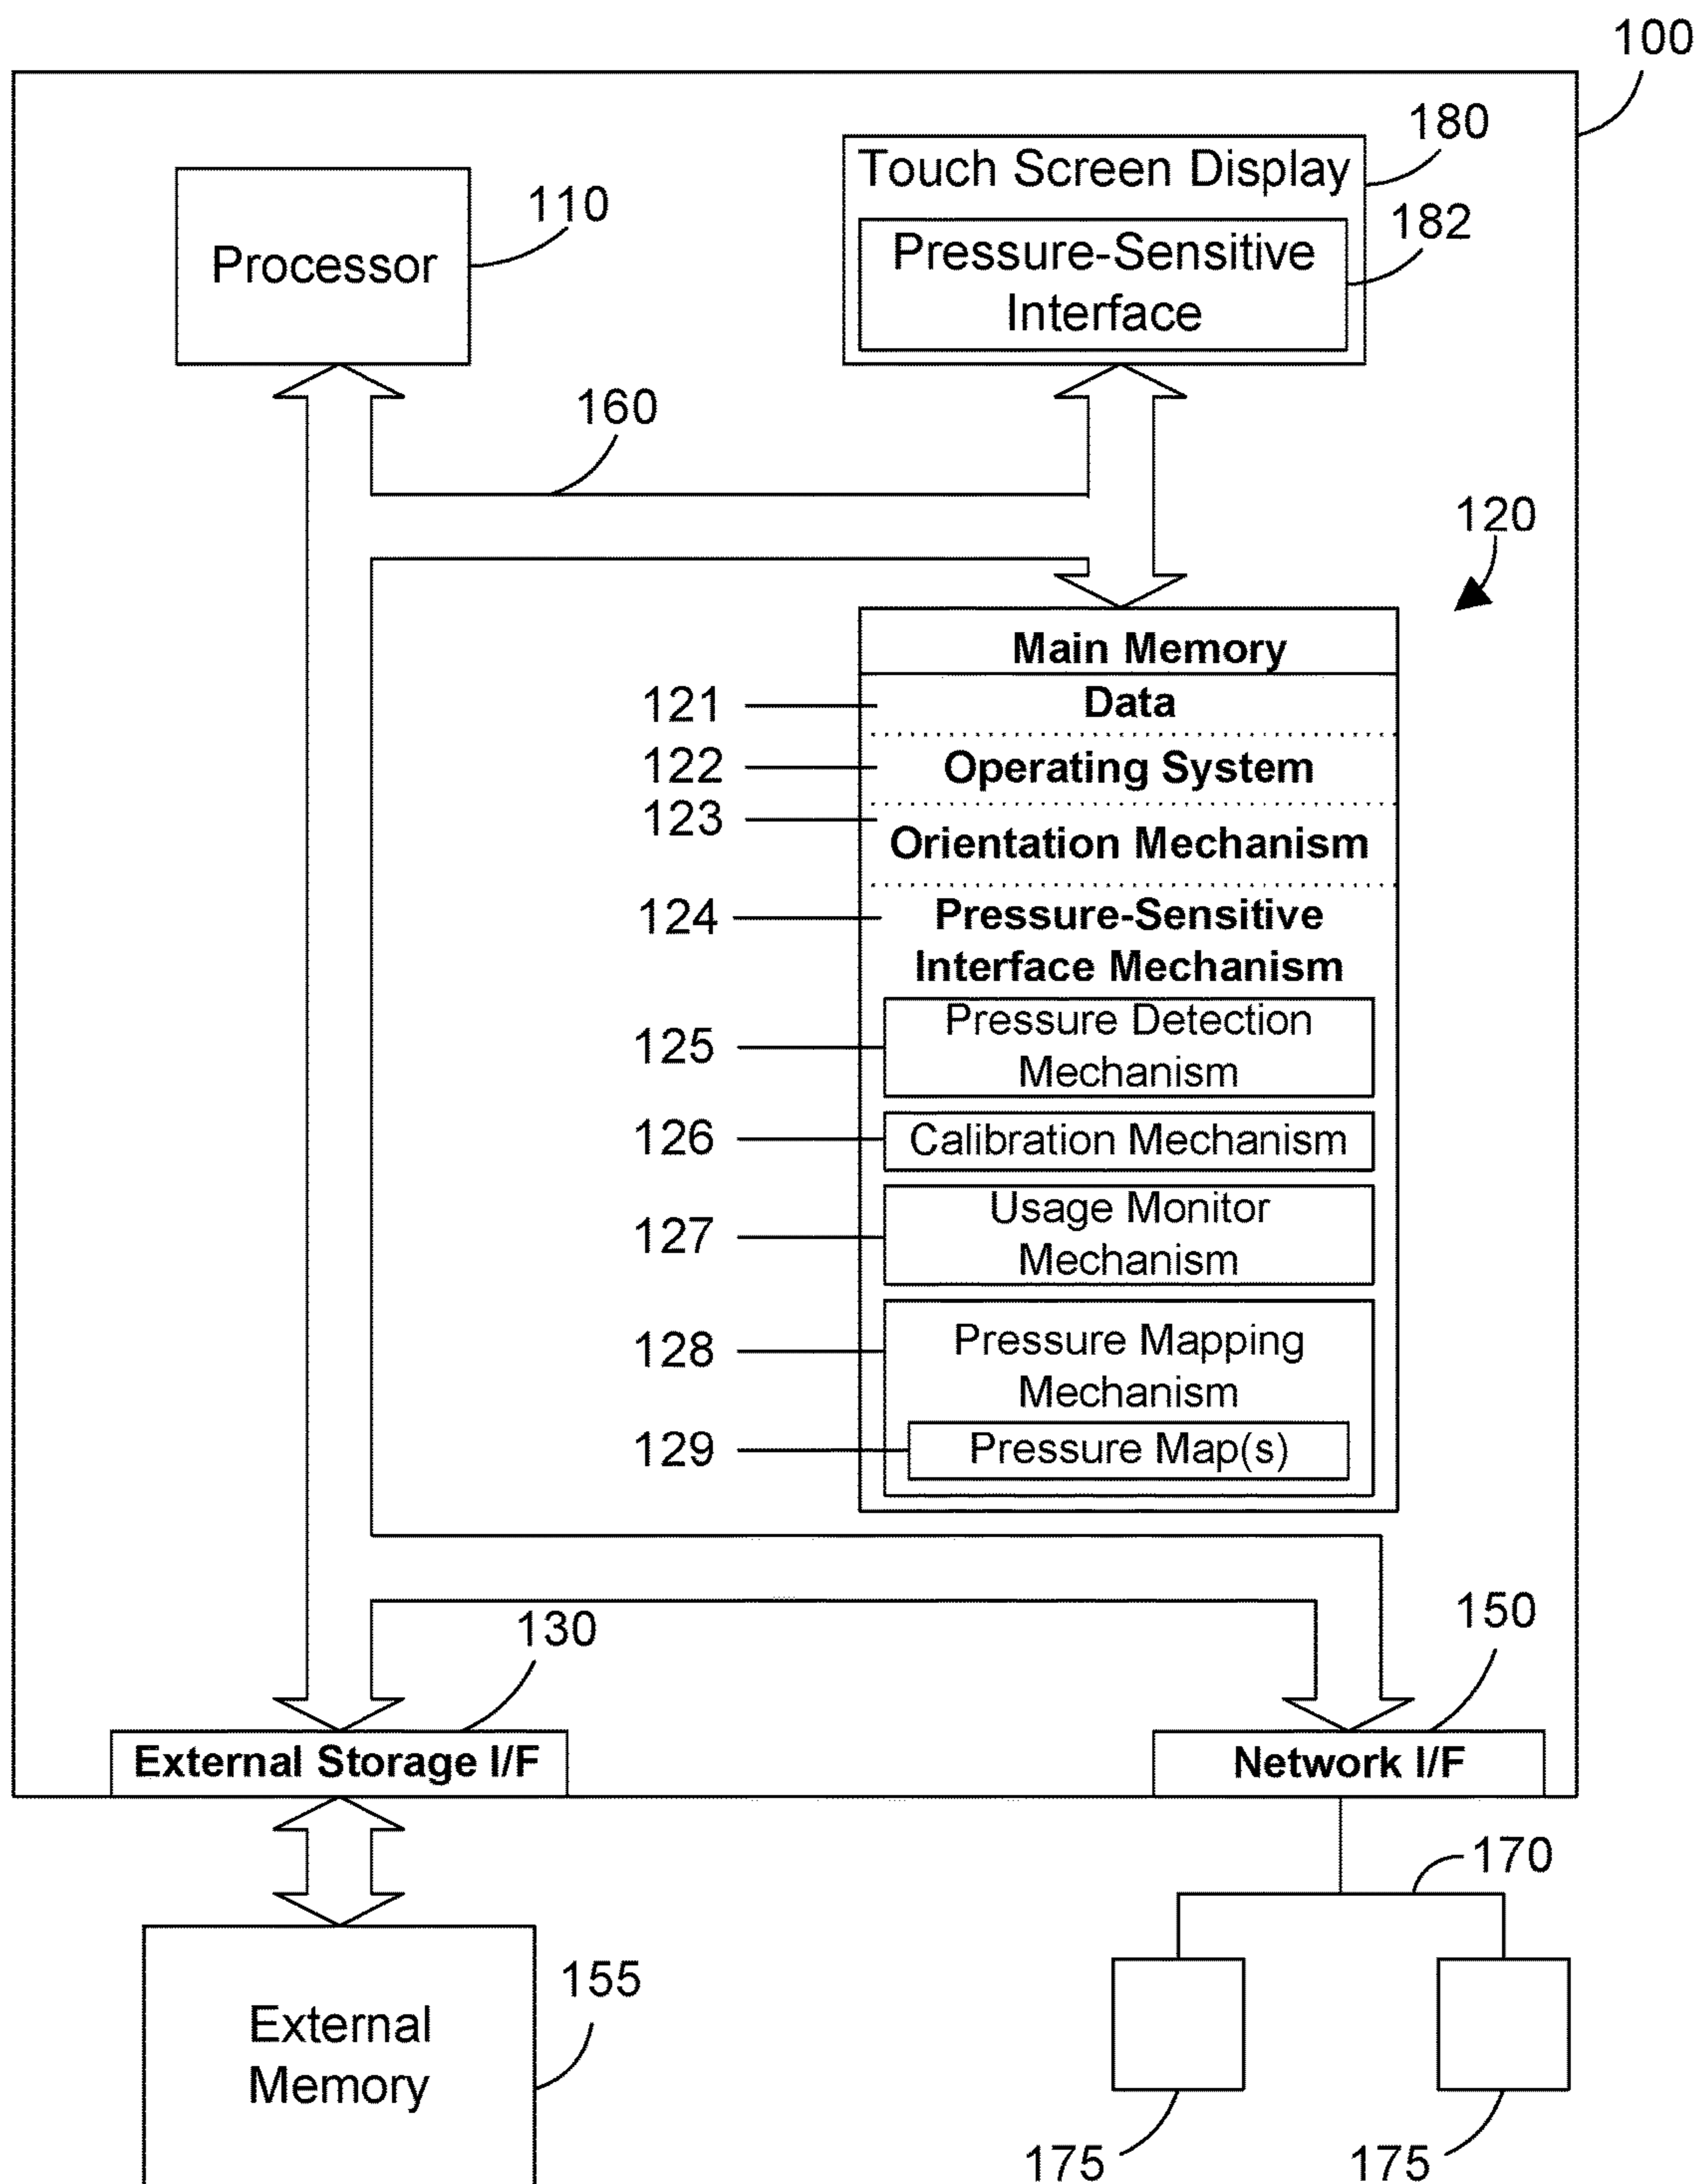 100
180
Touch Screen Display
110
182
Processor
Pressure-Sensitive
Interface
160
120
Main Memory
121
Data
122
Operating System
123
Orientation Mechanism
124
Pressure-Sensitive
Interface Mechanism
125
Pressure Detection
Mechanism
126
Calibration Mechanism
127
Usage Monitor
Mechanism
128
Pressure Mapping
Mechanism
129
Pressure Map(s)
130
150
External Storage I/F
Network I/F
170
155
External
Memory
175
175